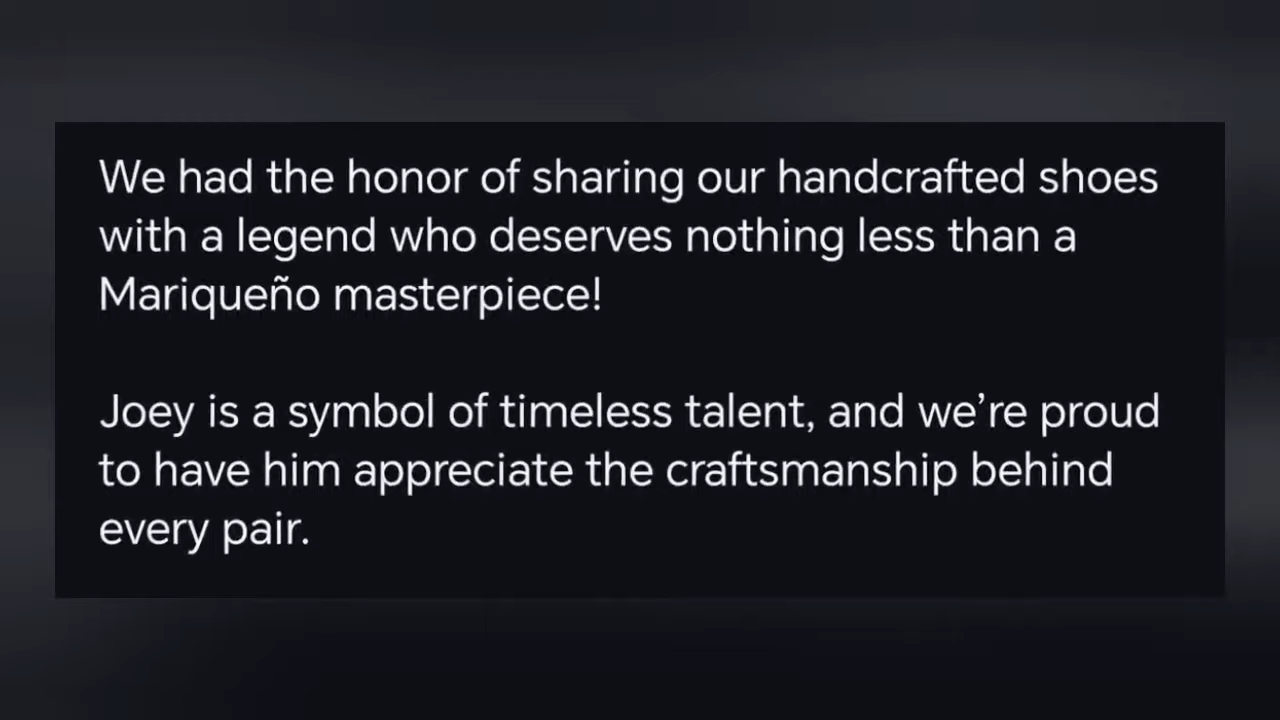 We had the honor of sharing our handcrafted shoes
with a legend who deserves nothing less than a
Mariqueño masterpiece!
Joey is a symbol of timeless talent, and we’re proud
to have him appreciate the craftsmanship behind
every pair.